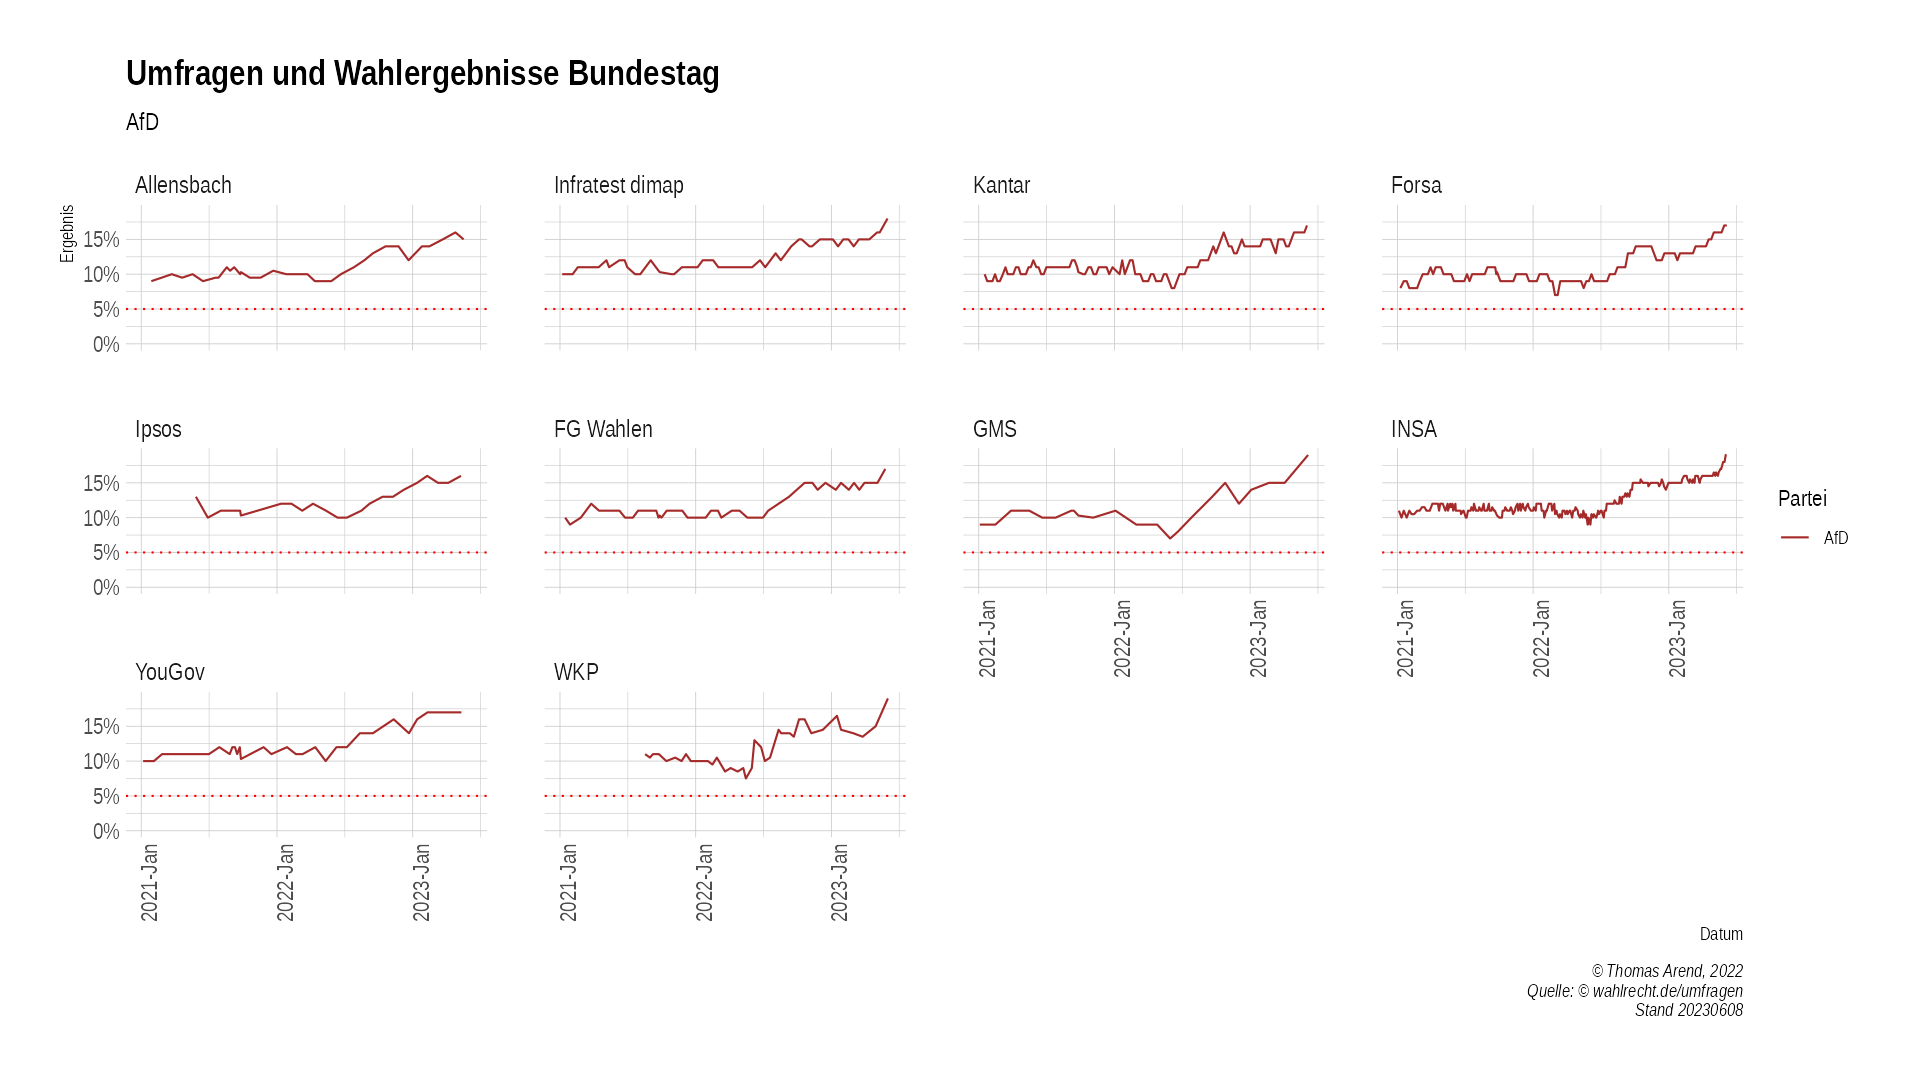 Umfragen und Wahlergebnisse Bundestag
AfD
Allensbach
Infratest dimap
Kantar
Forsa
Ergebnis
15%
10%
5%
0%
Ipsos
FG Wahlen
GMS
INSA
15%
10%
5%
0%
2021-Jan
2022-Jan
2023-Jan
2021-Jan
2022-Jan
2023-Jan
Partei
AfD
YouGov
WKP
15%
10%
5%
0%
2021-Jan
2022-Jan
2023-Jan
2021-Jan
2022-Jan
2023-Jan
Datum
© Thomas Arend, 2022
Quelle: © wahlrecht.de/umfragen
Stand 20230608